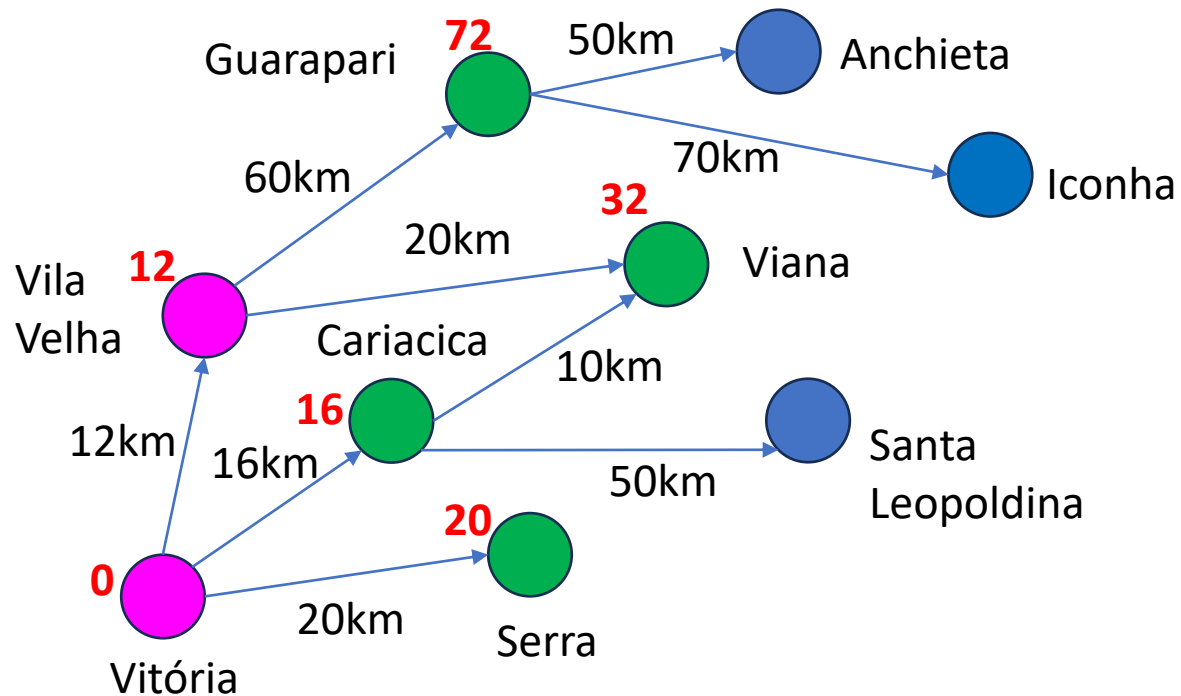 72
50km
Guarapari
Anchieta
70km
60km
Iconha
32
20km
12
Viana
Vila
Velha
Cariacica
10km
16
12km
16km
Santa
Leopoldina
50km
20
0
20km
Serra
Vitória